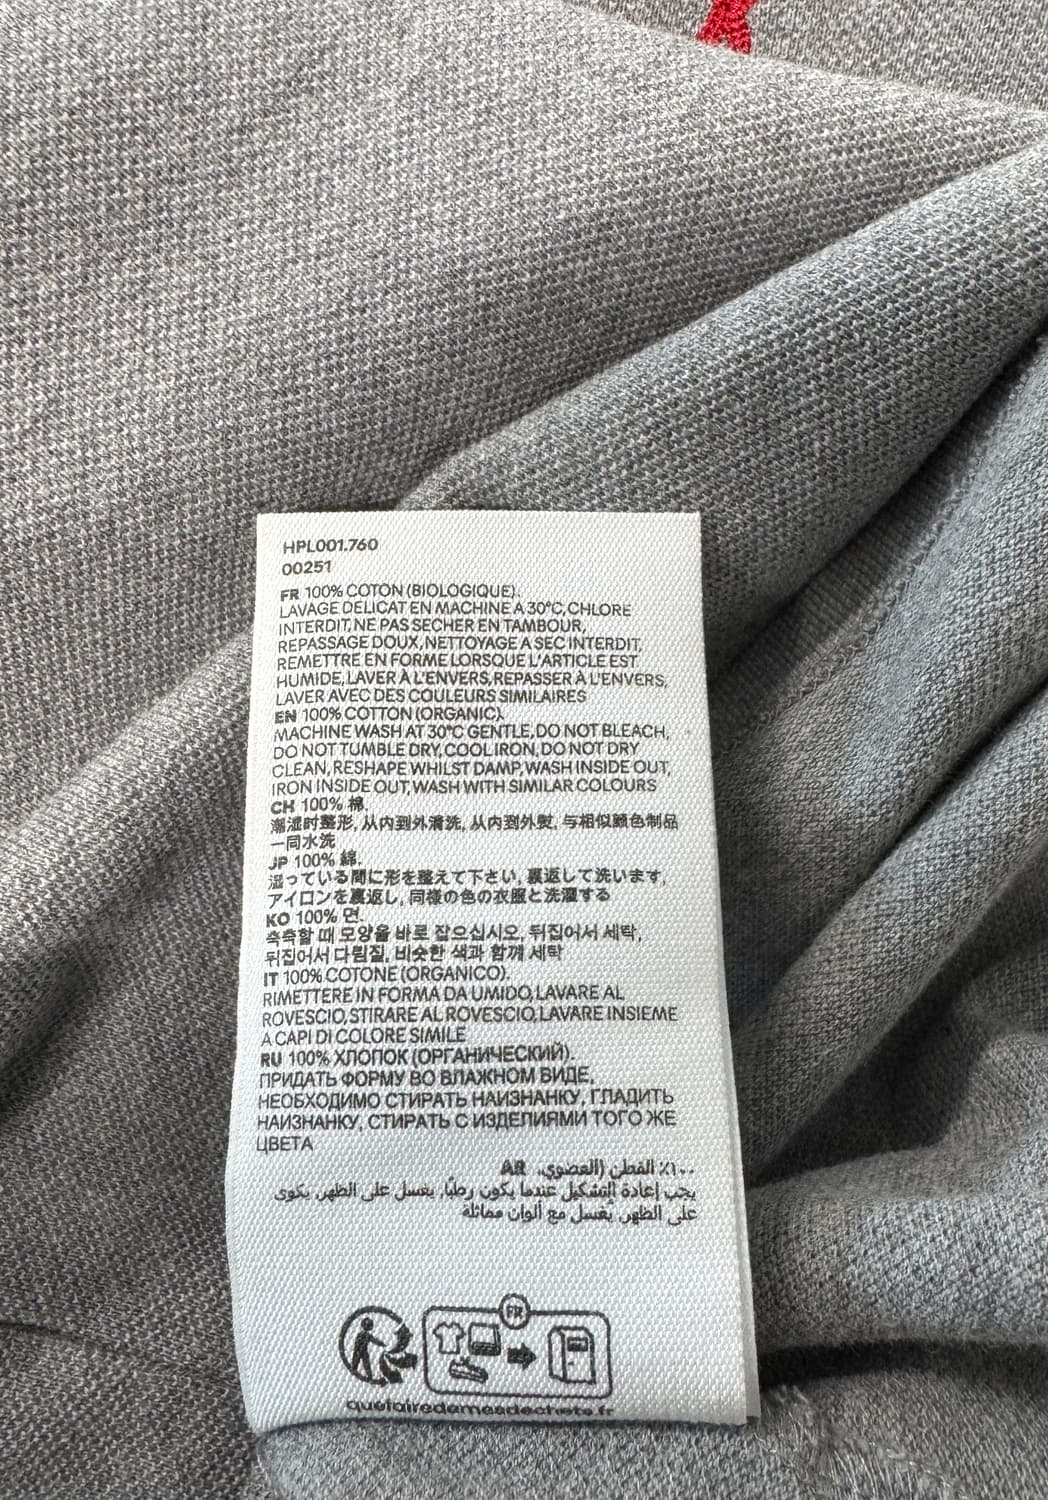 HPL001.760
00251
FR 100% COTON (BIOLOGIQUE).
LAVAGE DELICAT EN MACHINE A 30°C, CHLORE
INTERDIT, NE PAS SECHER EN TAMBOUR,
REPASSAGE DOUX, NETTOYAGE A SEC INTERDIT,
REMETTRE EN FORME LORSQUE L'ARTICLE EST
HUMIDE, LAVER À L'ENVERS, REPASSER À L'ENVERS,
LAVER AVEC DES COULEURS SIMILAIRES
EN 100% COTTON (ORGANIC).
MACHINE WASH AT 30°C GENTLE, DO NOT BLEACH,
DO NOT TUMBLE DRY, COOL IRON, DO NOT DRY
CLEAN, RESHAPE WHILST DAMP, WASH INSIDE OUT,
IRON INSIDE OUT, WASH WITH SIMILAR COLOURS
CH 100% 棉.
潮湿时整形, 从内到外清洗, 从内到外熨, 与相似颜色制品
一同水洗
JP 100% 綿.
湿っている間に形を整えて下さい, 裏返して洗います,
アイロンを裏返し, 同様の色の衣服と洗濯する
KO 100% 면.
축축할 때 모양을 바로 잡으십시오, 뒤집어서 세탁,
뒤집어서 다림질, 비슷한 색과 함께 세탁
IT 100% COTONE (ORGANICO).
RIMETTERE IN FORMA DA UMIDO, LAVARE AL
ROVESCIO, STIRARE AL ROVESCIO, LAVARE INSIEME
A CAPI DI COLORE SIMILE
RU 100% ХЛОПОК (ОРГАНИЧЕСКИЙ).
ПРИДАТЬ ФОРМУ ВО ВЛАЖНОМ ВИДЕ,
НЕОБХОДИМО СТИРАТЬ НАИЗНАНКУ, ГЛАДИТЬ
НАИЗНАНКУ, СТИРАТЬ С ИЗДЕЛИЯМИ ТОГО ЖЕ
ЦВЕТА
١٠٠٪ القطن (العضوي. AR
يجب إعادة التشكيل عندما يكون رطبًا, يغسل على الظهر, يكوى
على الظهر, يُغسل مع ألوان مماثلة
FR
quefairedemesdechets.fr